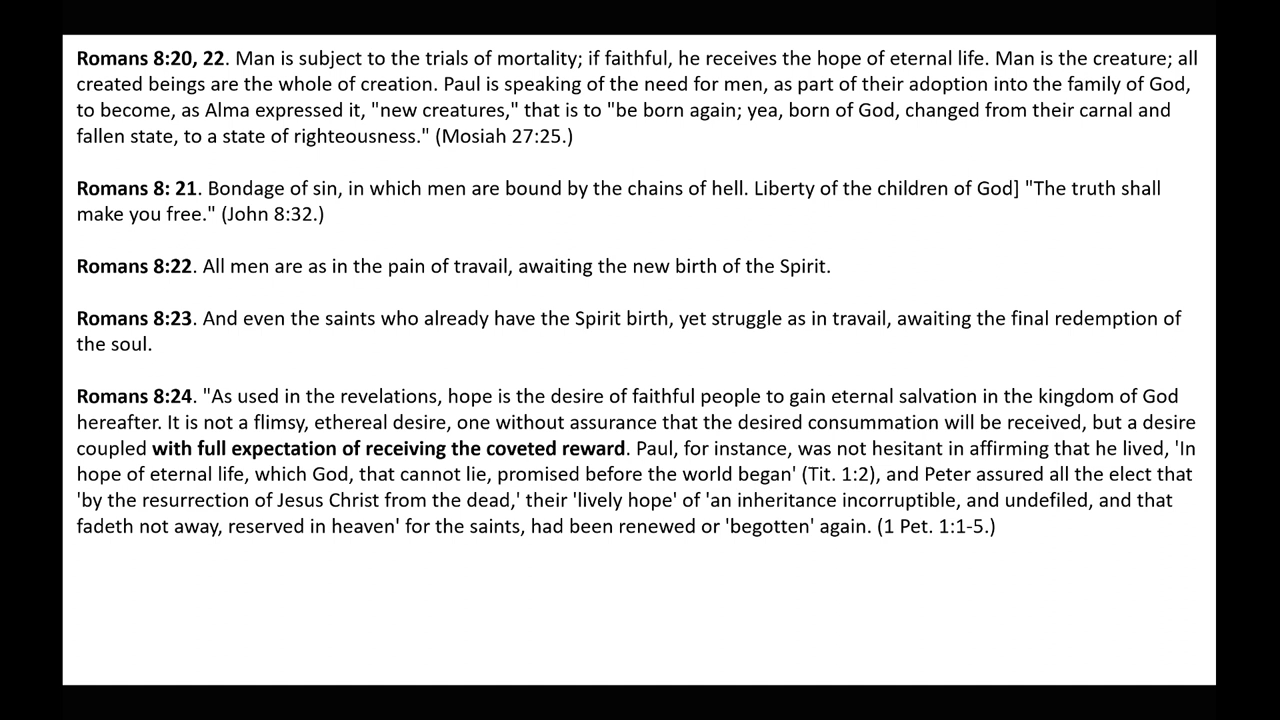 Romans 8:20, 22. Man is subject to the trials of mortality; if faithful, he receives the hope of eternal life. Man is the creature; all
created beings are the whole of creation. Paul is speaking of the need for men, as part of their adoption into the family of God,
to become, as Alma expressed it, "new creatures," that is to "be born again; yea, born of God, changed from their carnal and
fallen state, to a state of righteousness." (Mosiah 27:25.)
Romans 8: 21. Bondage of sin, in which men are bound by the chains of hell. Liberty of the children of God] "The truth shall
make you free." (John 8:32.)
Romans 8:22. All men are as in the pain of travail, awaiting the new birth of the Spirit.
Romans 8:23. And even the saints who already have the Spirit birth, yet struggle as in travail, awaiting the final redemption of
the soul.
Romans 8:24. "As used in the revelations, hope is the desire of faithful people to gain eternal salvation in the kingdom of God
hereafter. It is not a flimsy, ethereal desire, one without assurance that the desired consummation will be received, but a desire
coupled with full expectation of receiving the coveted reward. Paul, for instance, was not hesitant in affirming that he lived, 'In
hope of eternal life, which God, that cannot lie, promised before the world began' (Tit. 1:2), and Peter assured all the elect that
'by the resurrection of Jesus Christ from the dead,' their 'lively hope' of 'an inheritance incorruptible, and undefiled, and that
fadeth not away, reserved in heaven' for the saints, had been renewed or 'begotten' again. (1 Pet. 1:1-5.)